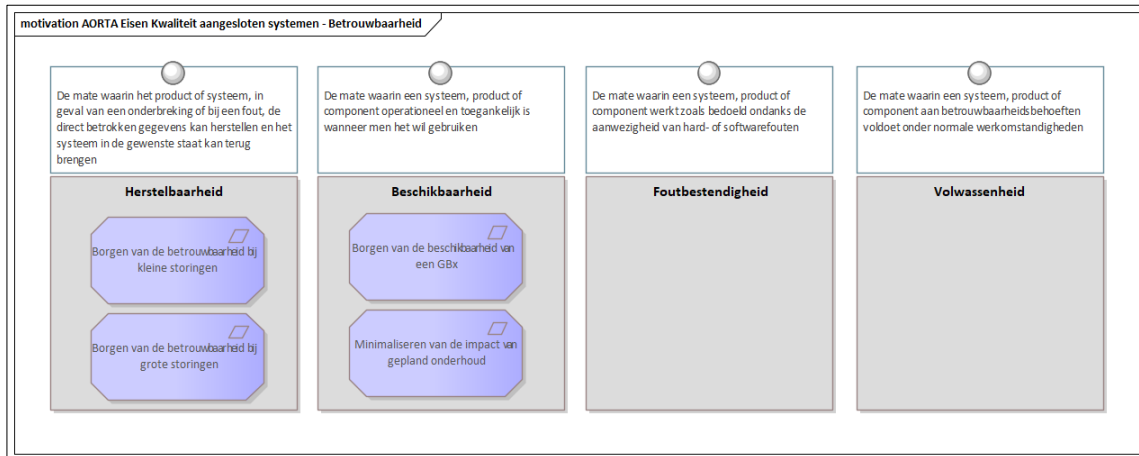 motivation AORTA Eisen Kwaliteit aangesloten systemen - Betrouwbaarheid
De mate waarin het product of systeem, in
geval van een onderbreking of bij een fout, de
direct betrokken gegevens kan herstellen en het
systeem in de gewenste staat kan terug
brengen
Herstelbaarheid
Borgen van de betrouwbaarheid bij
kleine storingen
Borgen van de betrouwbaarheid bij
grote storingen
De mate waarin een systeem, product of
component operationeel en toegankelijk is
wanneer men het wil gebruiken
Beschikbaarheid
Borgen van de beschikbaarheid van
een GBx
Minimaliseren van de impact van
gepland onderhoud
De mate waarin een systeem, product of
component werkt zoals bedoeld ondanks de
aanwezigheid van hard- of softwarefouten
Foutbestendigheid
De mate waarin een systeem, product of
component aan betrouwbaarheidsbehoeften
voldoet onder normale werkomstandigheden
Volwassenheid